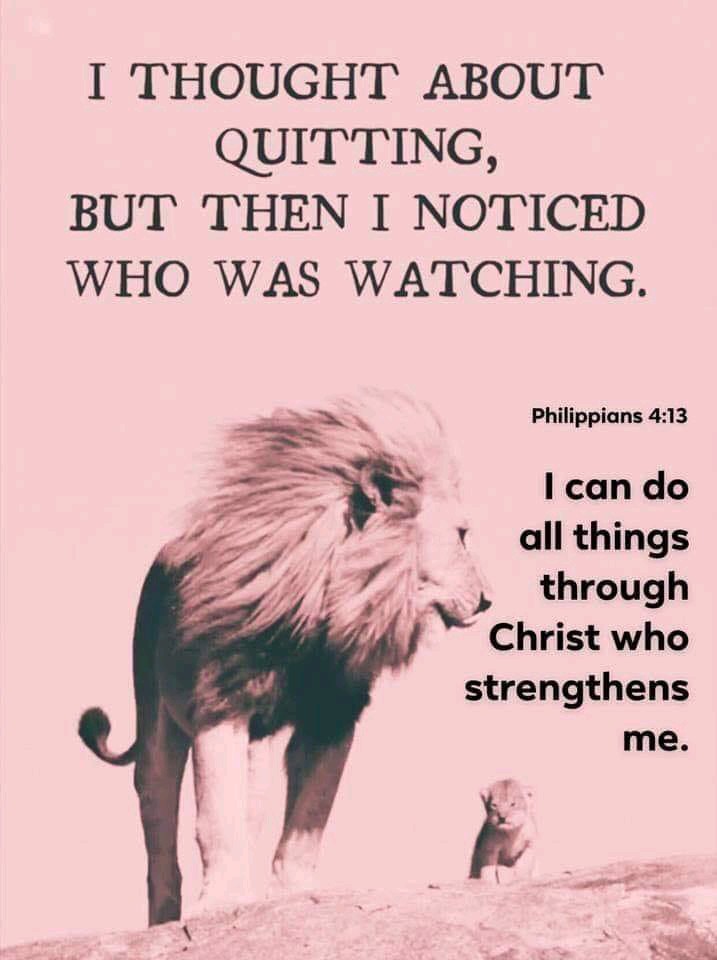 I THOUGHT ABOUT
QUITTING,
BUT THEN I NOTICED
WHO WAS WATCHING.
Philippians 4:13
I can do
all things
through
Christ who
strengthens
me.